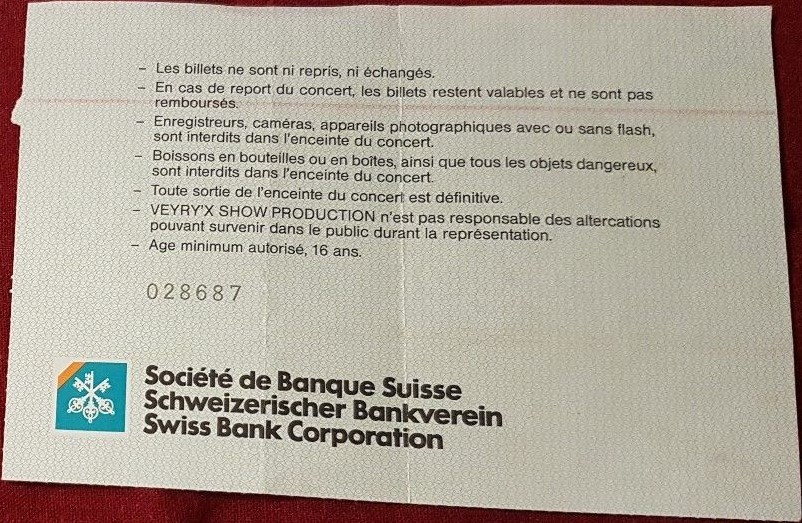 – Les billets ne sont ni repris, ni échangés.
– En cas de report du concert, les billets restent valables et ne sont pas
remboursés.
– Enregistreurs, caméras, appareils photographiques avec ou sans flash,
sont interdits dans l'enceinte du concert.
– Boissons en bouteilles ou en boîtes, ainsi que tous les objets dangereux,
sont interdits dans l'enceinte du concert.
– Toute sortie de l'enceinte du concert est définitive.
– VEYRY'X SHOW PRODUCTION n'est pas responsable des altercations
pouvant survenir dans le public durant la représentation.
– Age minimum autorisé, 16 ans.
028687
Société de Banque Suisse
Schweizerischer Bankverein
Swiss Bank Corporation